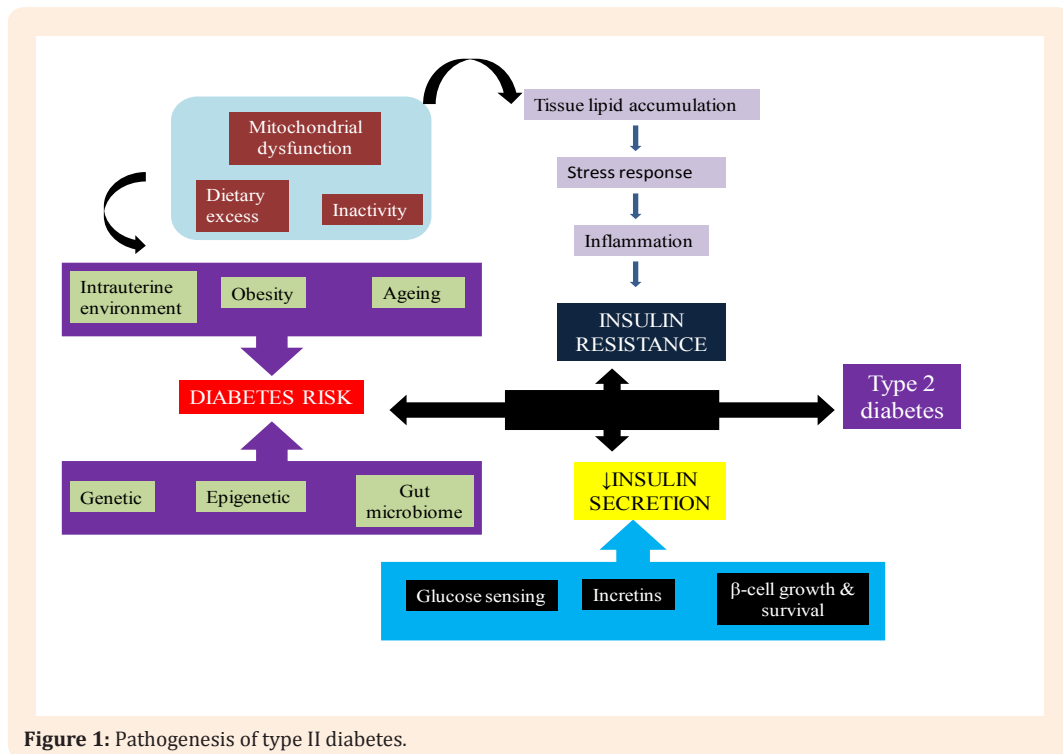 Mitochondrial
dysfunction
Dietary
excess
Inactivity
Tissue lipid accumulation
Stress response
Inflammation
INSULIN
RESISTANCE
Intrauterine
environment
Obesity
Ageing
DIABETES RISK
Genetic
Epigenetic
Gut
microbiome
Type 2
diabetes
↓INSULIN
SECRETION
Glucose sensing
Incretins
β-cell growth &
survival
Figure 1: Pathogenesis of type II diabetes.